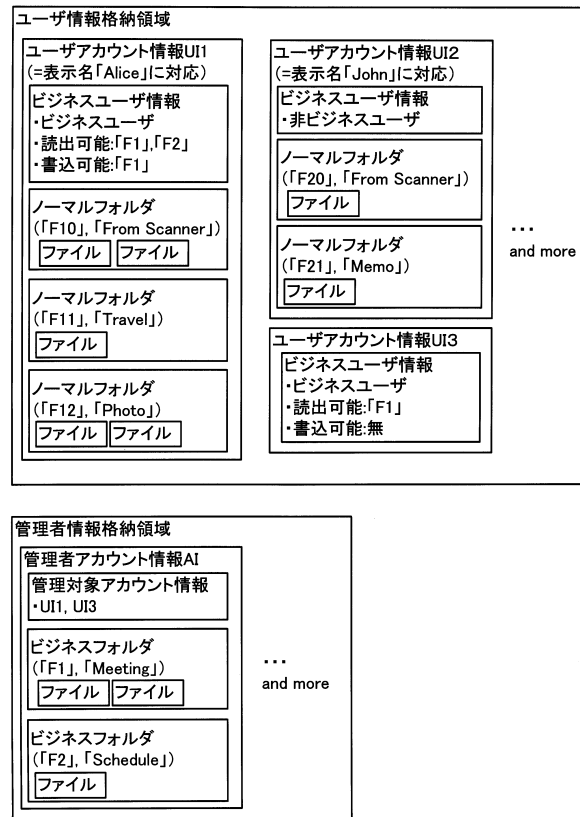 ユーザ情報格納領域
ユーザアカウント情報UI1
(=表示名「Alice」に対応)
ビジネスユーザ情報
・ビジネスユーザ
・読出可能:「F1」,「F2」
・書込可能:「F1」
ノーマルフォルダ
(「F10」,「From Scanner」)
ファイル ファイル
ノーマルフォルダ
(「F11」,「Travel」)
ファイル
ノーマルフォルダ
(「F12」,「Photo」)
ファイル ファイル
ユーザアカウント情報UI2
(=表示名「John」に対応)
ビジネスユーザ情報
・非ビジネスユーザ
ノーマルフォルダ
(「F20」,「From Scanner」)
ファイル
ノーマルフォルダ
(「F21」,「Memo」)
ファイル
ユーザアカウント情報UI3
ビジネスユーザ情報
・ビジネスユーザ
・読出可能:「F1」
・書込可能:無
…
and more
管理者情報格納領域
管理者アカウント情報AI
管理対象アカウント情報
・UI1, UI3
ビジネスフォルダ
(「F1」,「Meeting」)
ファイル ファイル
ビジネスフォルダ
(「F2」,「Schedule」)
ファイル
…
and more